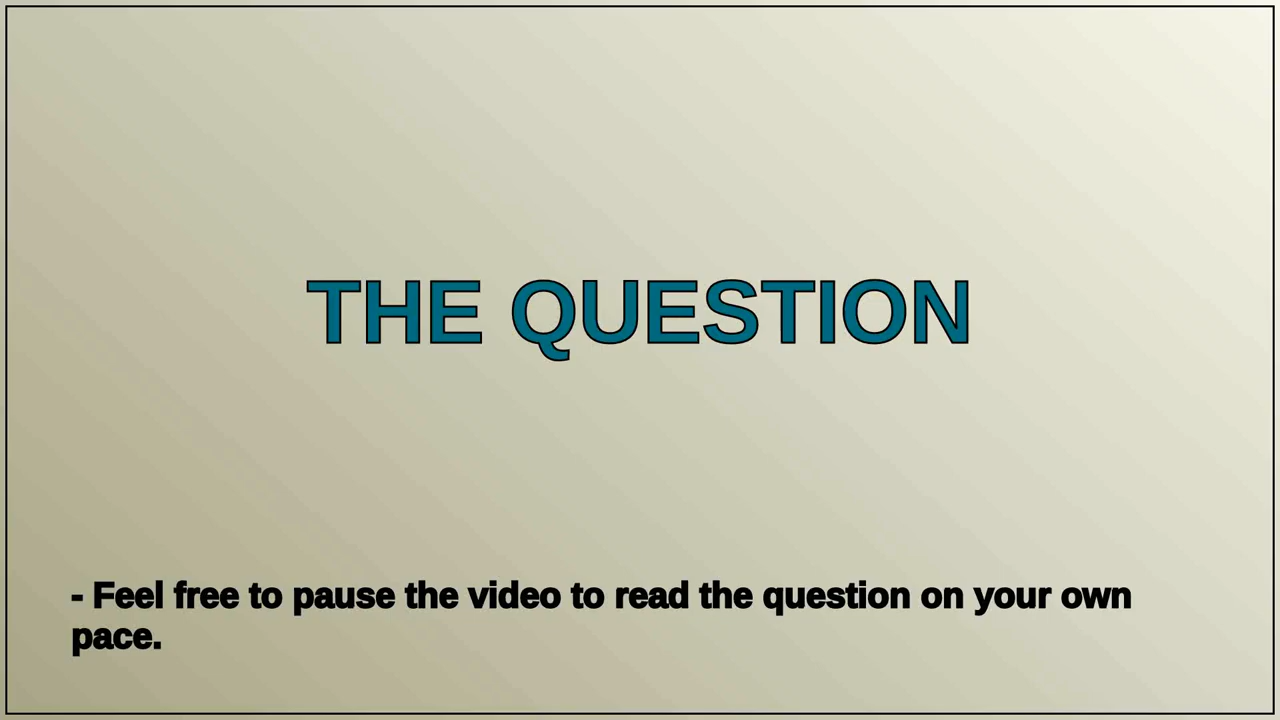 THE QUESTION
- Feel free to pause the video to read the question on your own
pace.